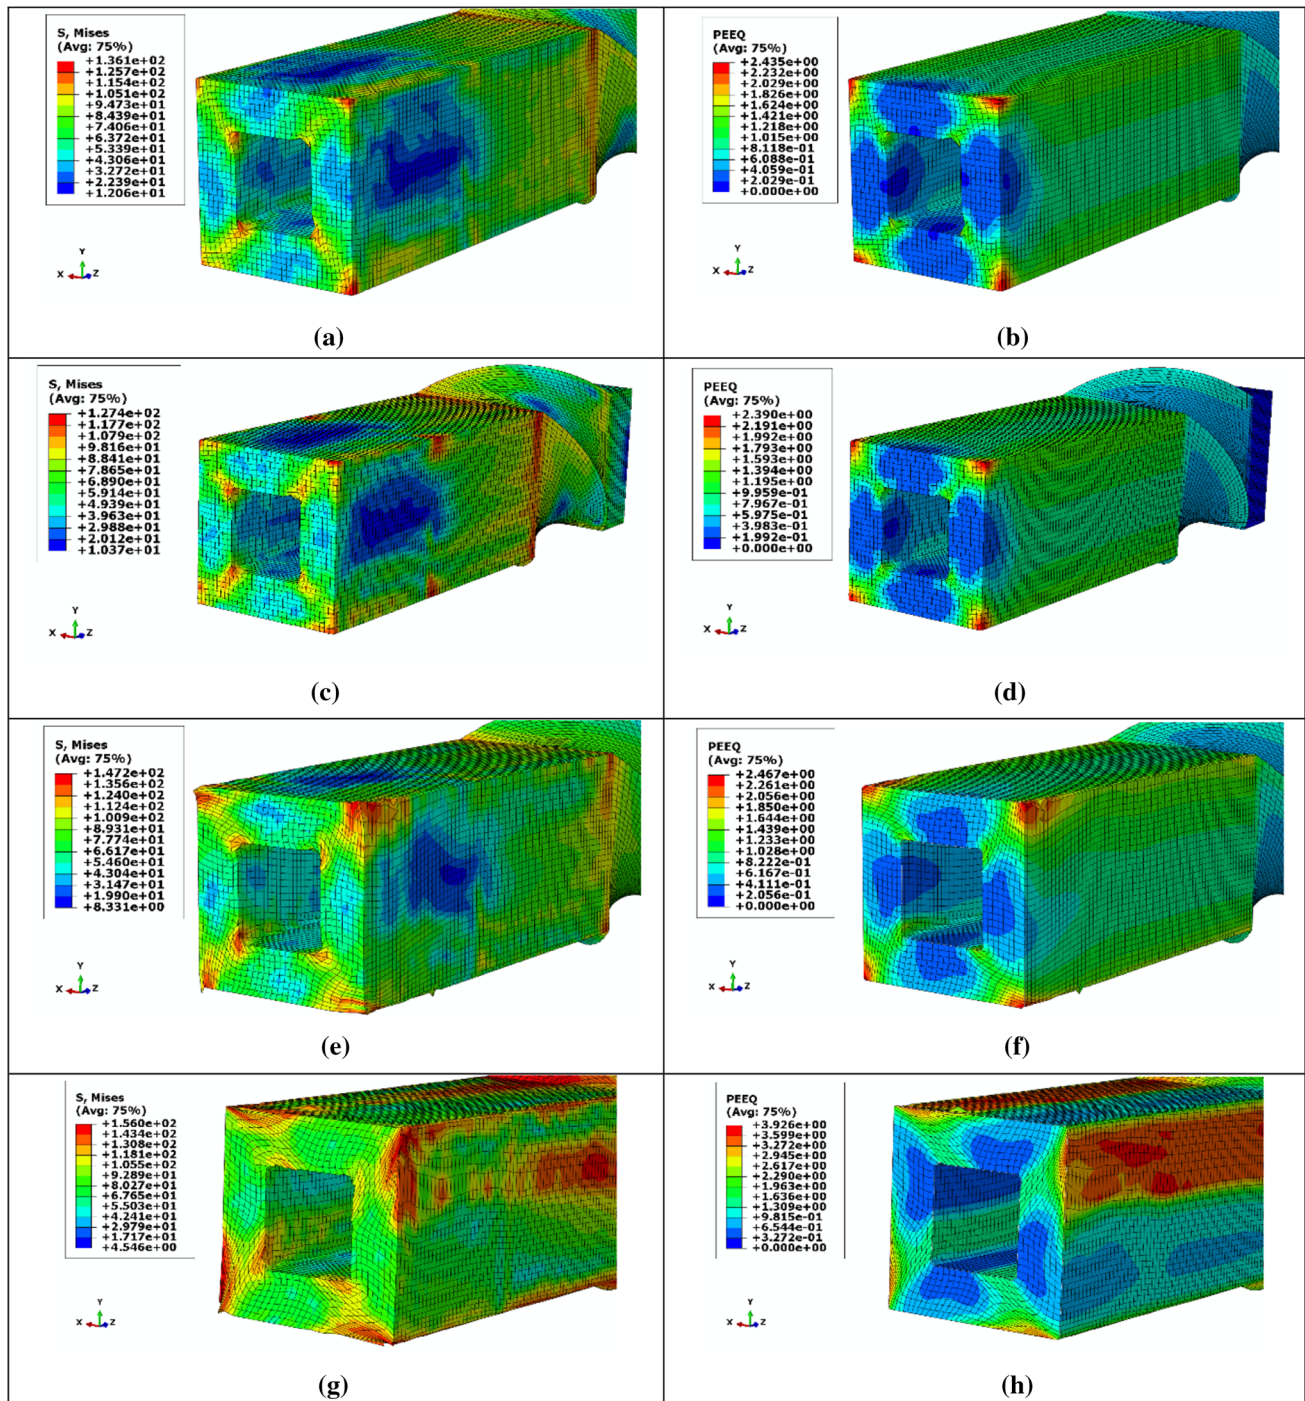 S, Mises
(Avg: 75%)
+1.361e+02
+1.257e+02
+1.154e+02
+1.051e+02
+9.473e+01
+8.439e+01
+7.406e+01
+6.372e+01
+5.339e+01
+4.306e+01
+3.272e+01
+2.239e+01
+1.206e+01
Y
X
Z
(a)
PEEQ
(Avg: 75%)
+2.435e+00
+2.232e+00
+2.029e+00
+1.826e+00
+1.624e+00
+1.421e+00
+1.218e+00
+1.015e+00
+8.118e-01
+6.088e-01
+4.059e-01
+2.029e-01
+0.000e+00
Y
X
Z
(b)
S, Mises
(Avg: 75%)
+1.274e+02
+1.177e+02
+1.079e+02
+9.816e+01
+8.841e+01
+7.865e+01
+6.890e+01
+5.914e+01
+4.939e+01
+3.963e+01
+2.988e+01
+2.012e+01
+1.037e+01
Y
X
Z
(c)
PEEQ
(Avg: 75%)
+2.390e+00
+2.191e+00
+1.992e+00
+1.793e+00
+1.593e+00
+1.394e+00
+1.195e+00
+9.959e-01
+7.967e-01
+5.975e-01
+3.983e-01
+1.992e-01
+0.000e+00
Y
X
Z
(d)
S, Mises
(Avg: 75%)
+1.472e+02
+1.356e+02
+1.240e+02
+1.124e+02
+1.009e+02
+8.931e+01
+7.774e+01
+6.617e+01
+5.460e+01
+4.304e+01
+3.147e+01
+1.990e+01
+8.331e+00
Y
X
Z
(e)
PEEQ
(Avg: 75%)
+2.467e+00
+2.261e+00
+2.056e+00
+1.850e+00
+1.644e+00
+1.439e+00
+1.233e+00
+1.028e+00
+8.222e-01
+6.167e-01
+4.111e-01
+2.056e-01
+0.000e+00
Y
X
Z
(f)
S, Mises
(Avg: 75%)
+1.560e+02
+1.434e+02
+1.308e+02
+1.181e+02
+1.055e+02
+9.289e+01
+8.027e+01
+6.765e+01
+5.503e+01
+4.241e+01
+2.979e+01
+1.717e+01
+4.546e+00
Y
X
Z
(g)
PEEQ
(Avg: 75%)
+3.926e+00
+3.599e+00
+3.272e+00
+2.945e+00
+2.617e+00
+2.290e+00
+1.963e+00
+1.636e+00
+1.309e+00
+9.815e-01
+6.544e-01
+3.272e-01
+0.000e+00
Y
X
Z
(h)